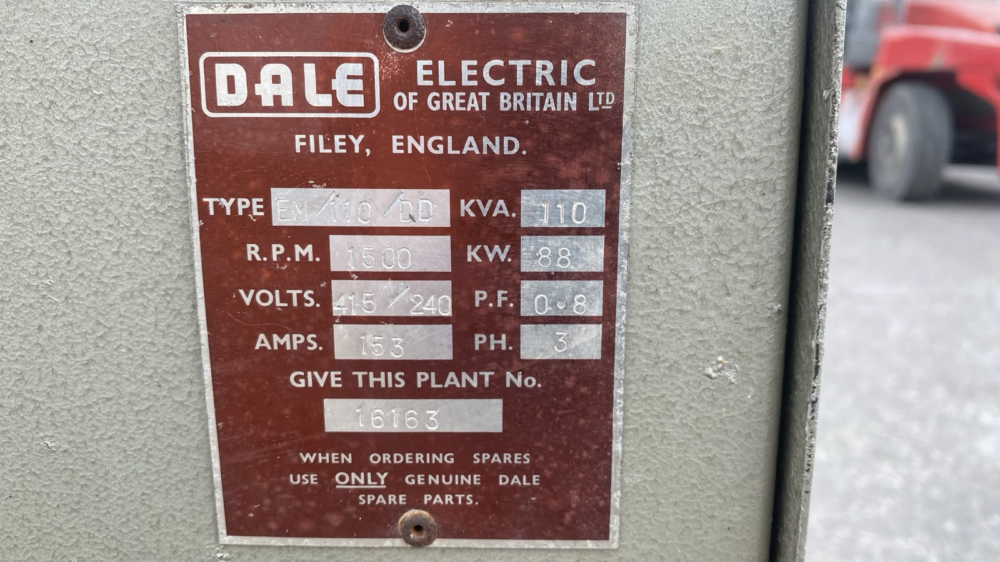 DALE ELECTRIC
OF GREAT BRITAIN LTD
FILEY, ENGLAND.
TYPE EM/110/DD KVA. 110
R.P.M. 1500 KW. 88
VOLTS. 415/240 P.F. 0.8
AMPS. 153 PH. 3
GIVE THIS PLANT No.
16163
WHEN ORDERING SPARES
USE ONLY GENUINE DALE
SPARE PARTS.